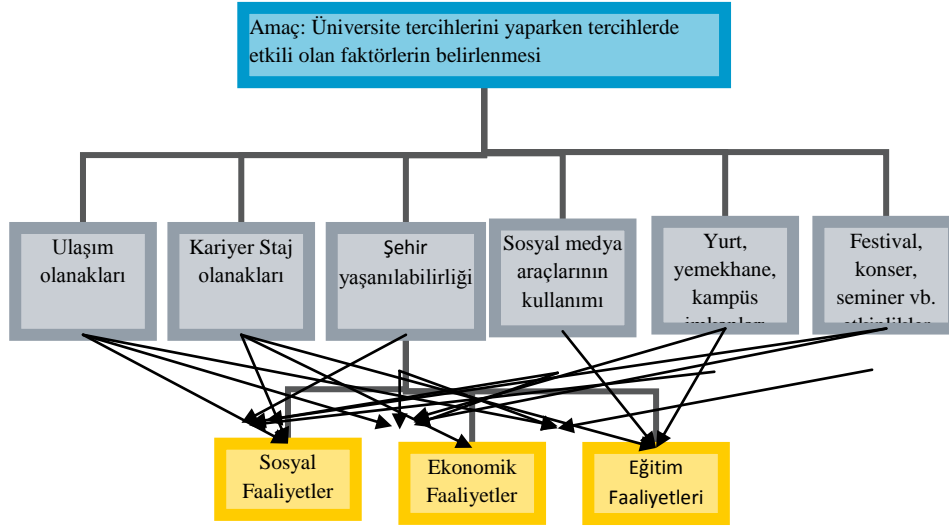 Amaç: Üniversite tercihlerini yaparken tercihlerde
etkili olan faktörlerin belirlenmesi
Ulaşım
olanakları
Kariyer Staj
olanakları
Şehir
yaşanılabilirliği
Sosyal medya
araçlarının
kullanımı
Yurt,
yemekhane,
kampüs
Festival,
konser,
seminer vb.
Sosyal
Faaliyetler
Ekonomik
Faaliyetler
Eğitim
Faaliyetleri